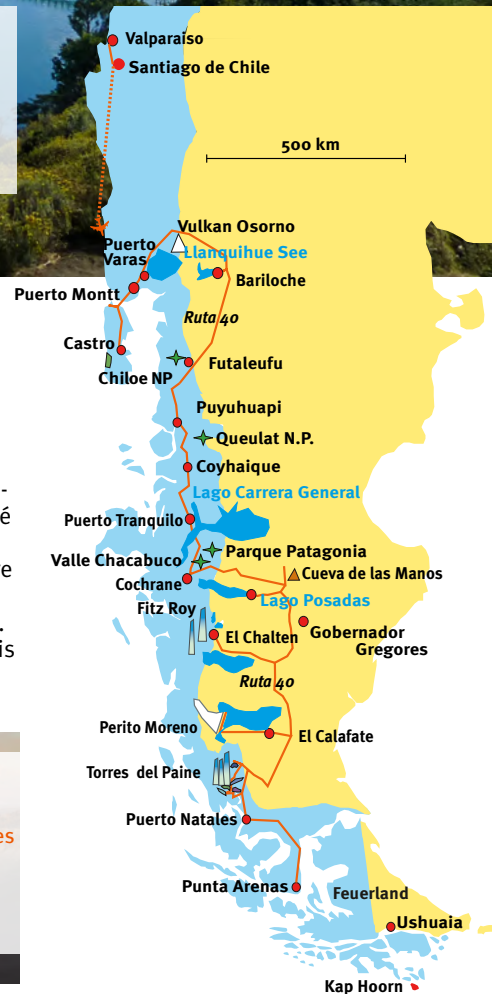 Valparaiso
Santiago de Chile
500 km
Vulkan Osorno
Puerto
Varas
Llanquihue See
Bariloche
Puerto Montt
Ruta 40
Castro
Futaleufu
Chiloe NP
Puyuhuapi
Queulat N.P.
Coyhaique
-
é
Lago Carrera General
Puerto Tranquilo
Parque Patagonia
Valle Chacabuco
Cueva de las Manos
Cochrane
Lago Posadas
Fitz Roy
.
is
El Chalten
Gobernador
Gregores
Ruta 40
Perito Moreno
El Calafate
Torres del Paine
Puerto Natales
es
Punta Arenas
Feuerland
Ushuaia
Kap Hoorn